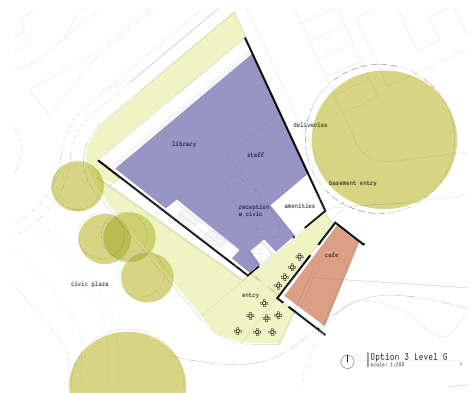 deliveries
library
staff
basement entry
reception
w civic
amenities
cafe
civic plaza
entry
Option 3 Level G
scale: 1:200